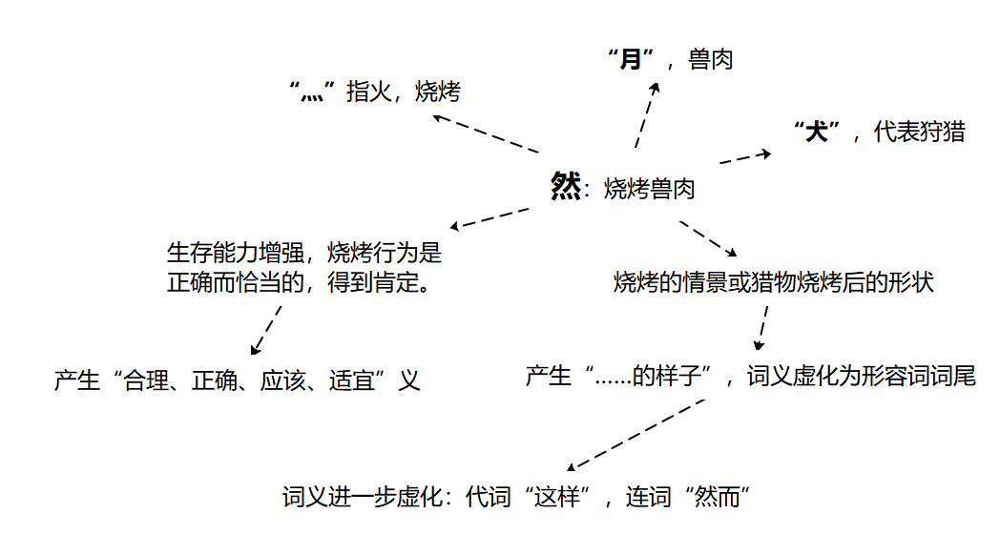 “月”，兽肉
“灬”指火，烧烤
“犬”，代表狩猎
然：烧烤兽肉
生存能力增强，烧烤行为是
正确而恰当的，得到肯定。
烧烤的情景或猎物烧烤后的形状
产生“合理、正确、应该、适宜”义
产生“……的样子”，词义虚化为形容词词尾
词义进一步虚化：代词“这样”，连词“然而”